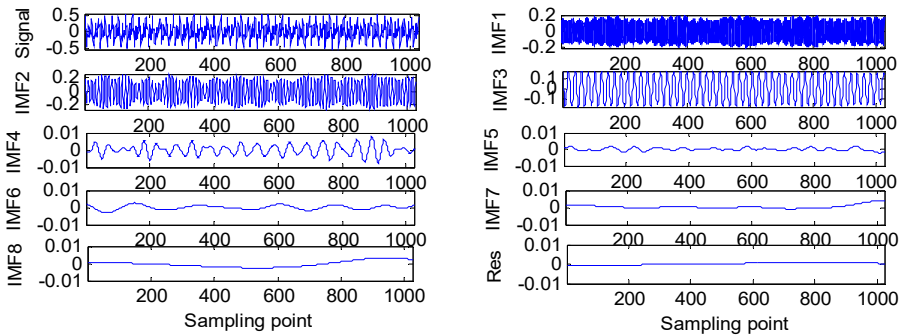 Signal 0.5 0 -0.5 200 400 600 800 1000
IMF1 0.2 0 -0.2 200 400 600 800 1000
IMF2 0.2 0 -0.2 200 400 600 800 1000
IMF3 0.1 0 -0.1 200 400 600 800 1000
IMF4 0.01 0 -0.01 200 400 600 800 1000
IMF5 0.01 0 -0.01 200 400 600 800 1000
IMF6 0.01 0 -0.01 200 400 600 800 1000
IMF7 0.01 0 -0.01 200 400 600 800 1000
IMF8 0.01 0 -0.01 200 400 600 800 1000
Sampling point
Res 0.01 0 -0.01 200 400 600 800 1000
Sampling point